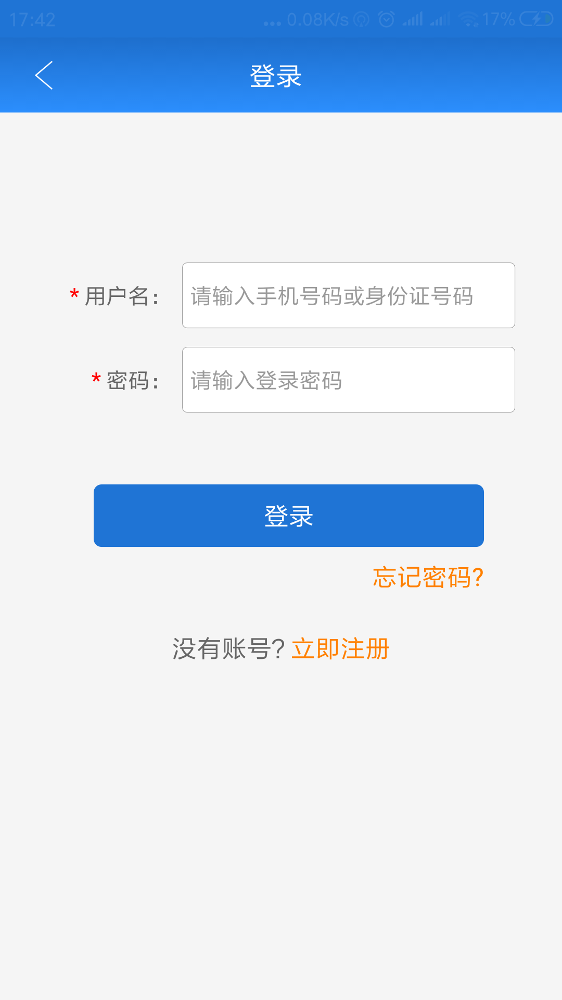 17:42 ... 0.08K/s 17%
登录
* 用户名: 请输入手机号码或身份证号码
* 密码: 请输入登录密码
登录
忘记密码?
没有账号? 立即注册